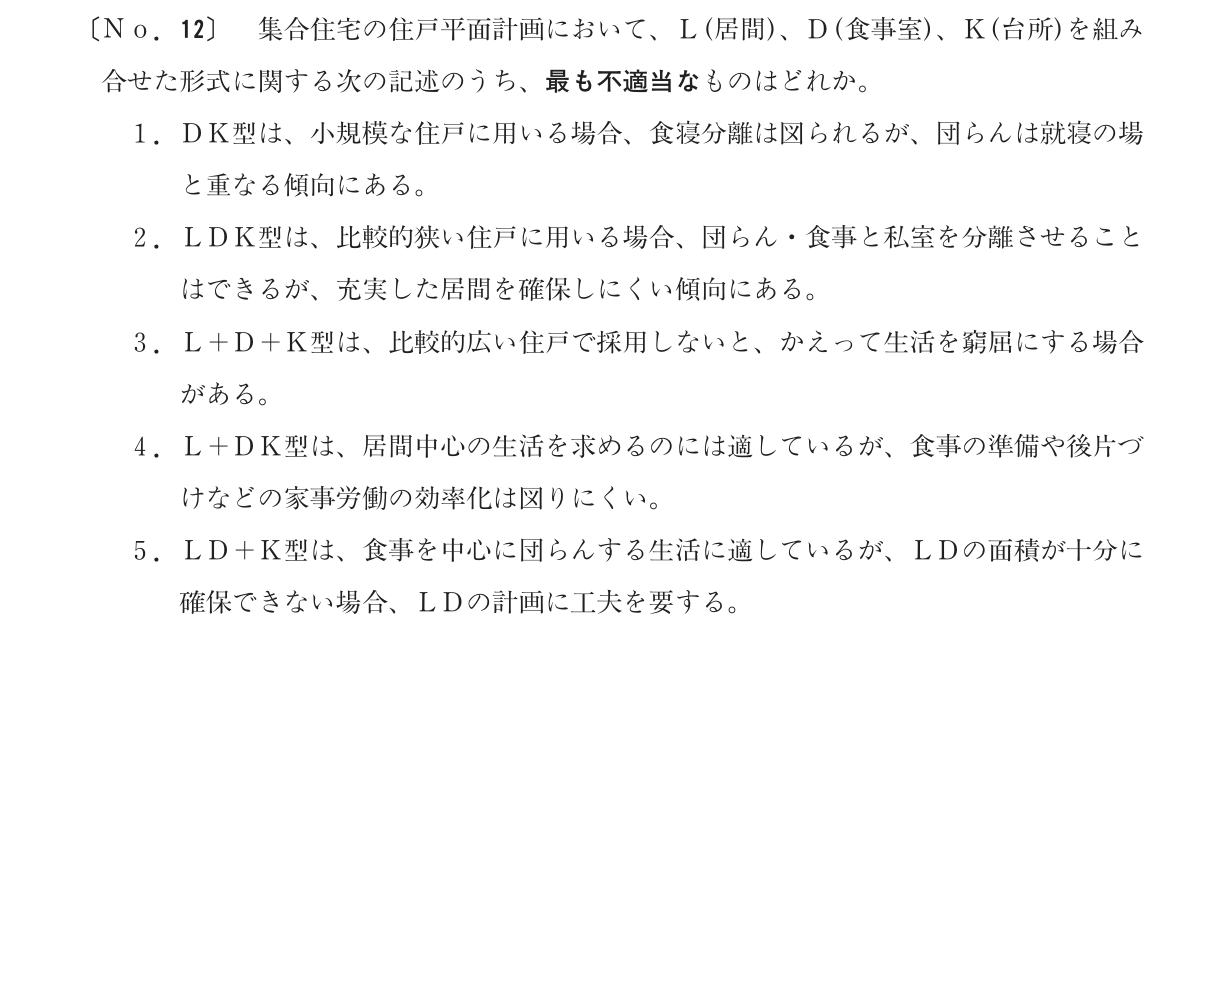 〔Ｎｏ．12〕　集合住宅の住戸平面計画において、Ｌ(居間)、Ｄ(食事室)、Ｋ(台所)を組み
合せた形式に関する次の記述のうち、最も不適当なものはどれか。
１．ＤＫ型は、小規模な住戸に用いる場合、食寝分離は図られるが、団らんは就寝の場
と重なる傾向にある。
２．ＬＤＫ型は、比較的狭い住戸に用いる場合、団らん・食事と私室を分離させること
はできるが、充実した居間を確保しにくい傾向にある。
３．Ｌ＋Ｄ＋Ｋ型は、比較的広い住戸で採用しないと、かえって生活を窮屈にする場合
がある。
４．Ｌ＋ＤＫ型は、居間中心の生活を求めるのには適しているが、食事の準備や後片づ
けなどの家事労働の効率化は図りにくい。
５．ＬＤ＋Ｋ型は、食事を中心に団らんする生活に適しているが、ＬＤの面積が十分に
確保できない場合、ＬＤの計画に工夫を要する。